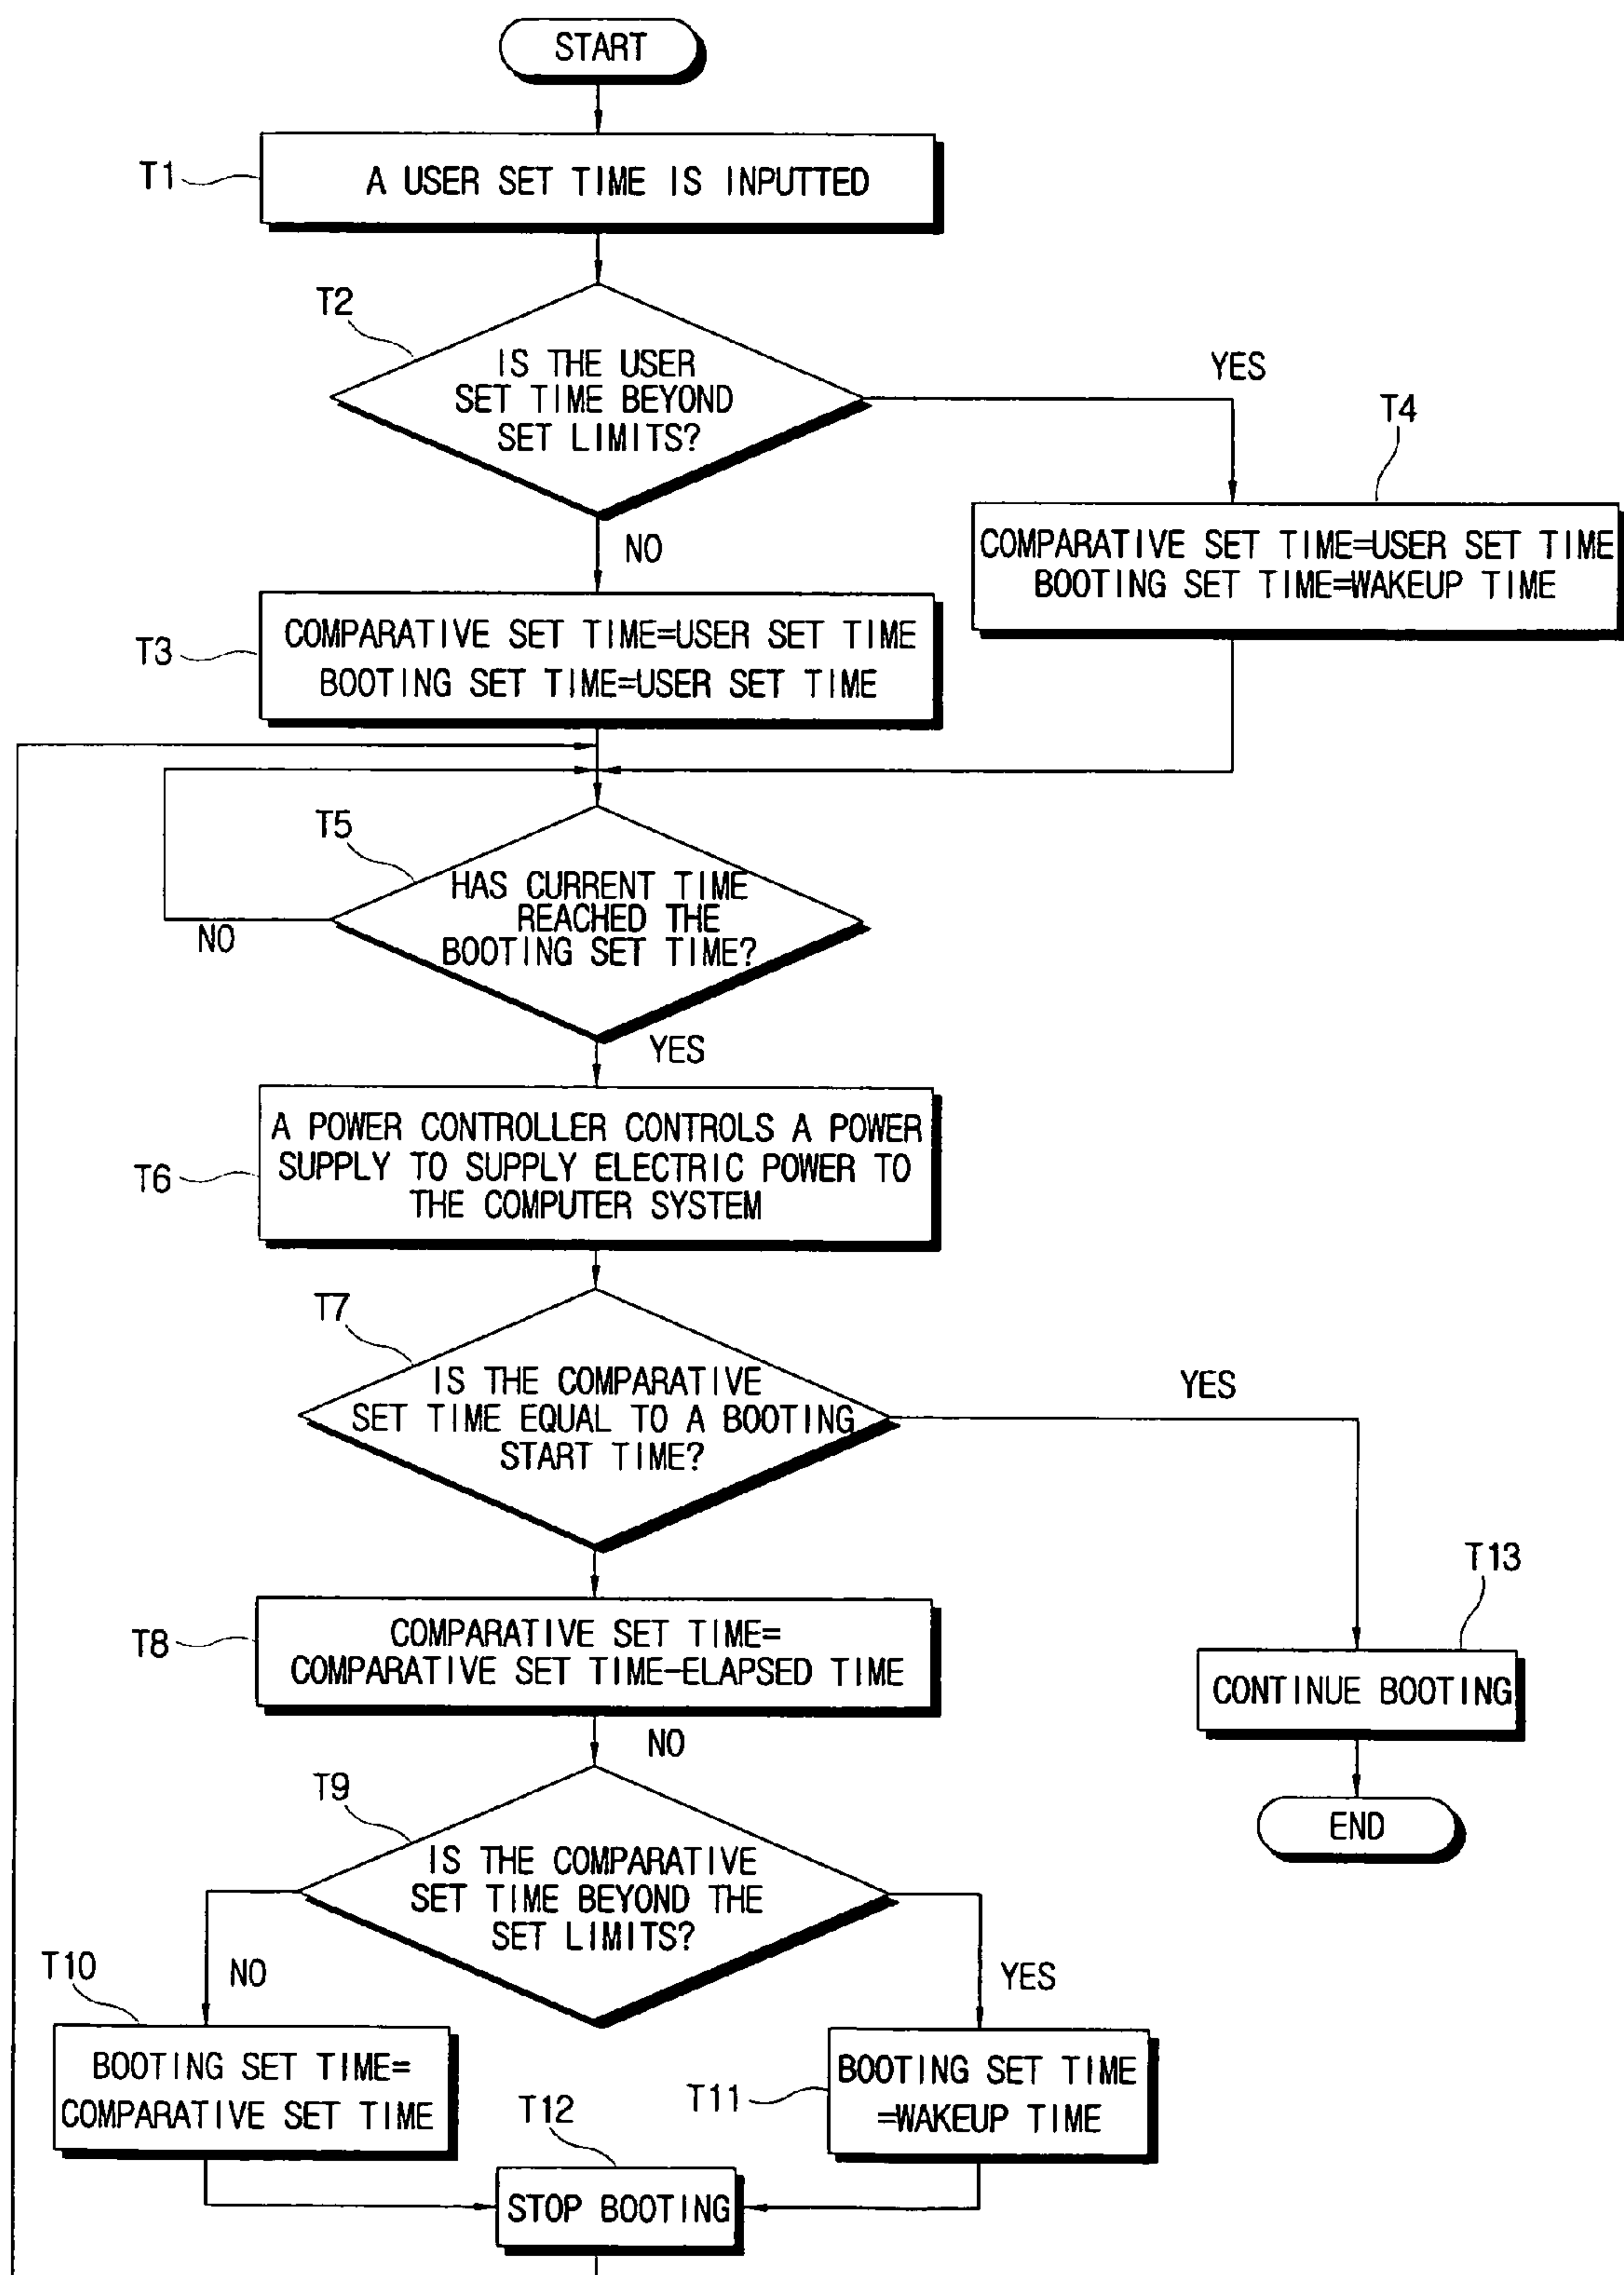 START
T1
A USER SET TIME IS INPUTTED
T2
IS THE USER
SET TIME BEYOND
SET LIMITS?
YES
T4
COMPARATIVE SET TIME=USER SET TIME
BOOTING SET TIME=WAKEUP TIME
NO
T3
COMPARATIVE SET TIME=USER SET TIME
BOOTING SET TIME=USER SET TIME
T5
HAS CURRENT TIME
REACHED THE
BOOTING SET TIME?
NO
YES
T6
A POWER CONTROLLER CONTROLS A POWER
SUPPLY TO SUPPLY ELECTRIC POWER TO
THE COMPUTER SYSTEM
T7
IS THE COMPARATIVE
SET TIME EQUAL TO A BOOTING
START TIME?
YES
T8
COMPARATIVE SET TIME=
COMPARATIVE SET TIME-ELAPSED TIME
T13
CONTINUE BOOTING
NO
END
T9
IS THE COMPARATIVE
SET TIME BEYOND THE
SET LIMITS?
NO
YES
T10
BOOTING SET TIME=
COMPARATIVE SET TIME
T11
BOOTING SET TIME
=WAKEUP TIME
T12
STOP BOOTING